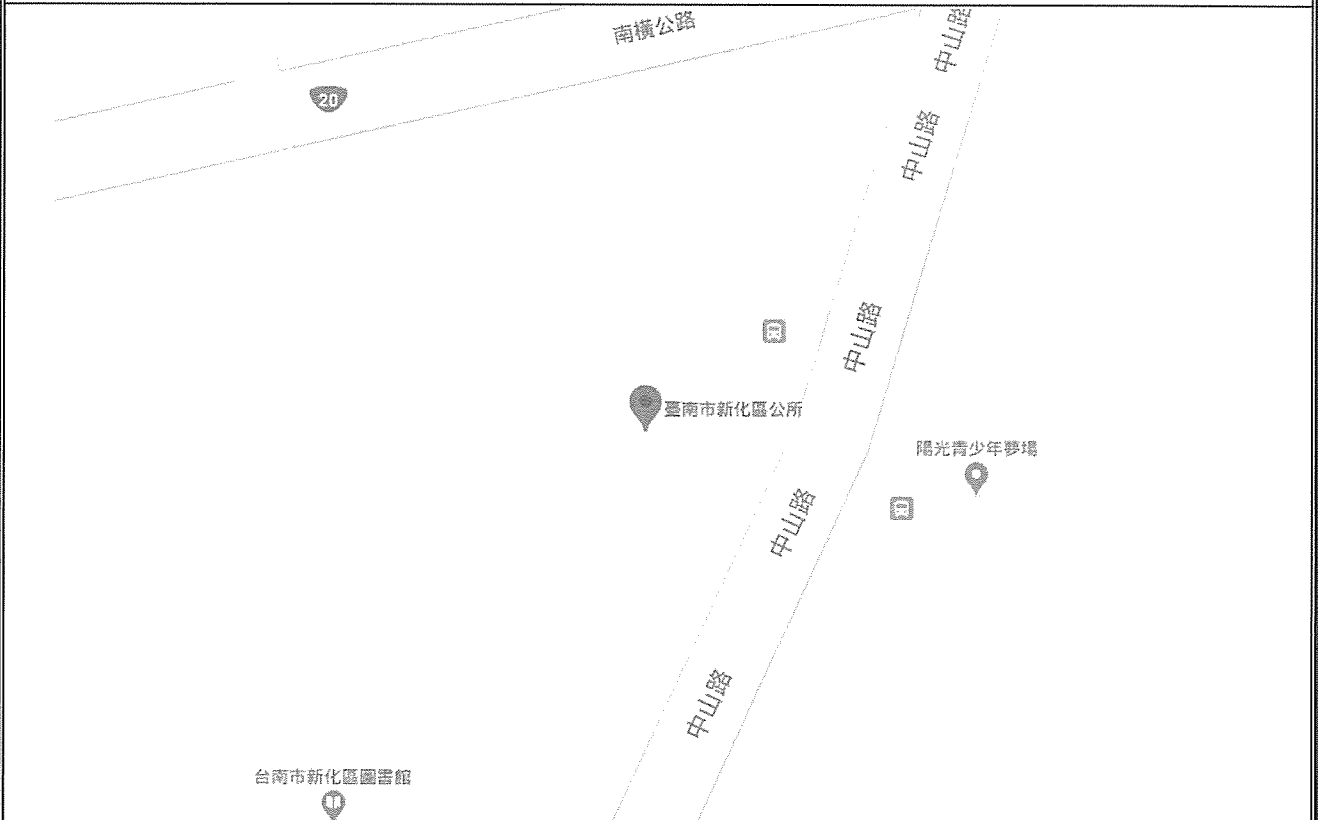 南橫公路
中山路
20
中山路
中山路
臺南市新化區公所
陽光青少年夢場
中山路
中山路
台南市新化區圖書館